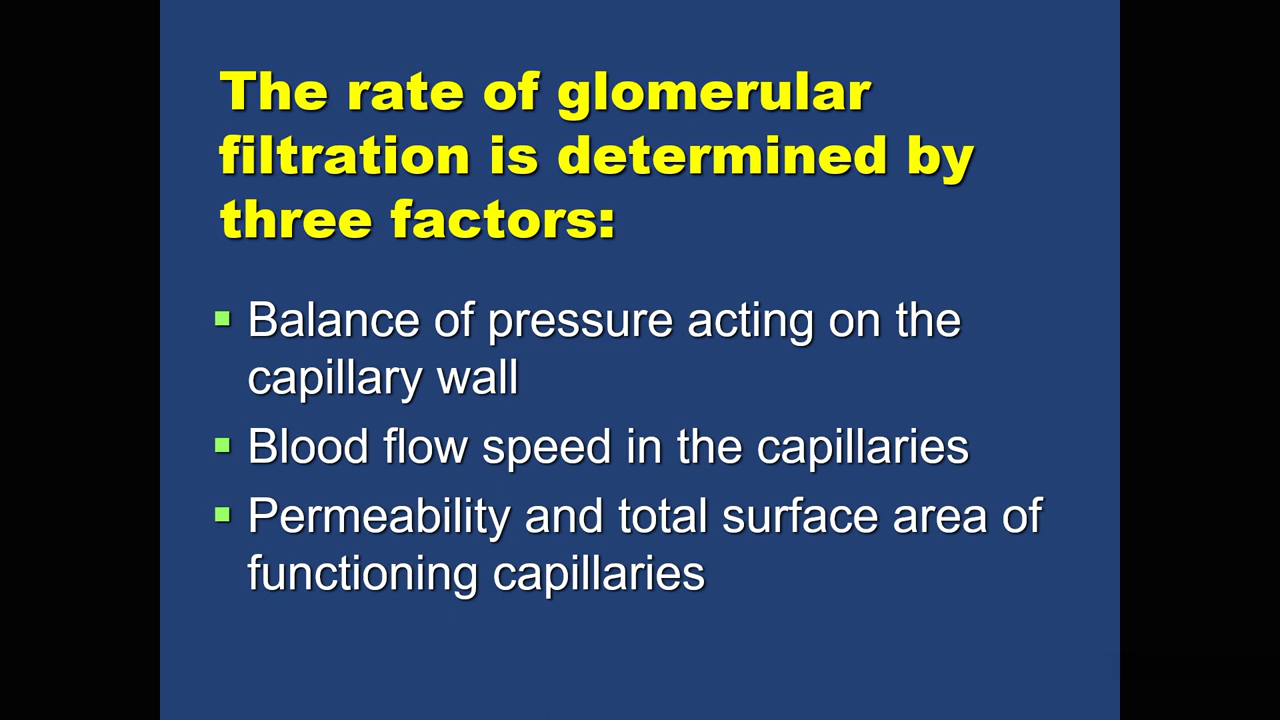 The rate of glomerular
filtration is determined by
three factors:
Balance of pressure acting on the
capillary wall
Blood flow speed in the capillaries
Permeability and total surface area of
functioning capillaries